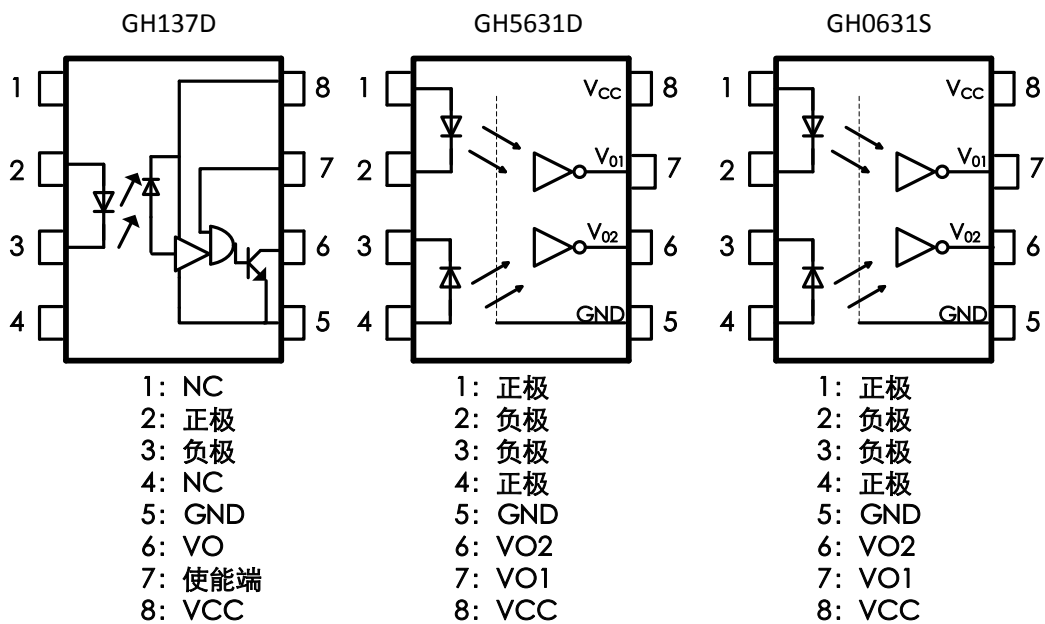 GH137D
1
2
3
4
8
7
6
5
1: NC
2: 正极
3: 负极
4: NC
5: GND
6: VO
7: 使能端
8: VCC
GH5631D
1
2
3
4
VCC
8
V01
7
V02
6
GND
5
1: 正极
2: 负极
3: 负极
4: 正极
5: GND
6: VO2
7: VO1
8: VCC
GH0631S
1
2
3
4
VCC
8
V01
7
V02
6
GND
5
1: 正极
2: 负极
3: 负极
4: 正极
5: GND
6: VO2
7: VO1
8: VCC